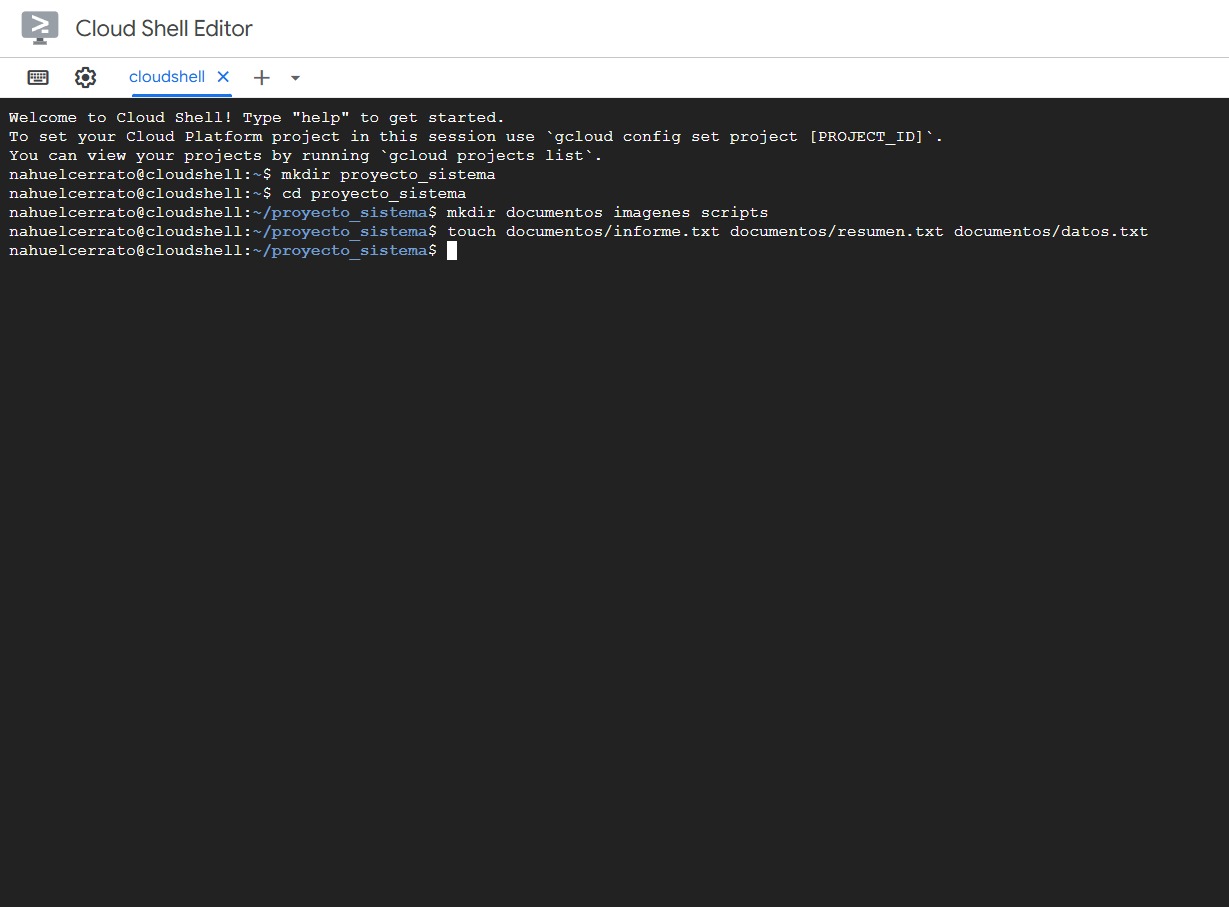 Cloud Shell Editor
cloudshell
Welcome to Cloud Shell! Type "help" to get started.
To set your Cloud Platform project in this session use `gcloud config set project [PROJECT_ID]`.
You can view your projects by running `gcloud projects list`.
nahuelcerrato@cloudshell:~$ mkdir proyecto_sistema
nahuelcerrato@cloudshell:~$ cd proyecto_sistema
nahuelcerrato@cloudshell:~/proyecto_sistema$ mkdir documentos imagenes scripts
nahuelcerrato@cloudshell:~/proyecto_sistema$ touch documentos/informe.txt documentos/resumen.txt documentos/datos.txt
nahuelcerrato@cloudshell:~/proyecto_sistema$